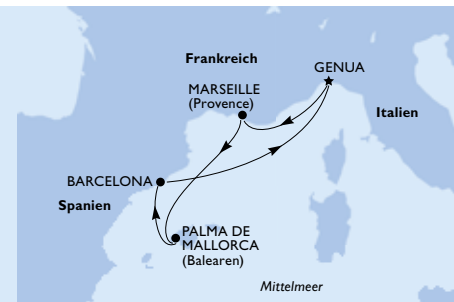 Frankreich
GENUA
MARSEILLE
(Provence)
Italien
BARCELONA
Spanien
PALMA DE
MALLORCA
(Balearen)
Mittelmeer